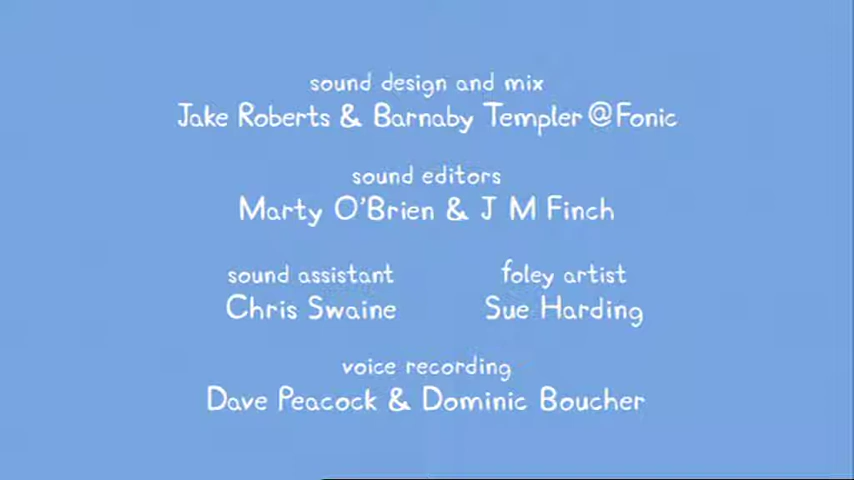 sound design and mix
Jake Roberts & Barnaby Templer @Fonic
sound editors
Marty O'Brien & J M Finch
sound assistant
Chris Swaine
foley artist
Sue Harding
voice recording
Dave Peacock & Dominic Boucher